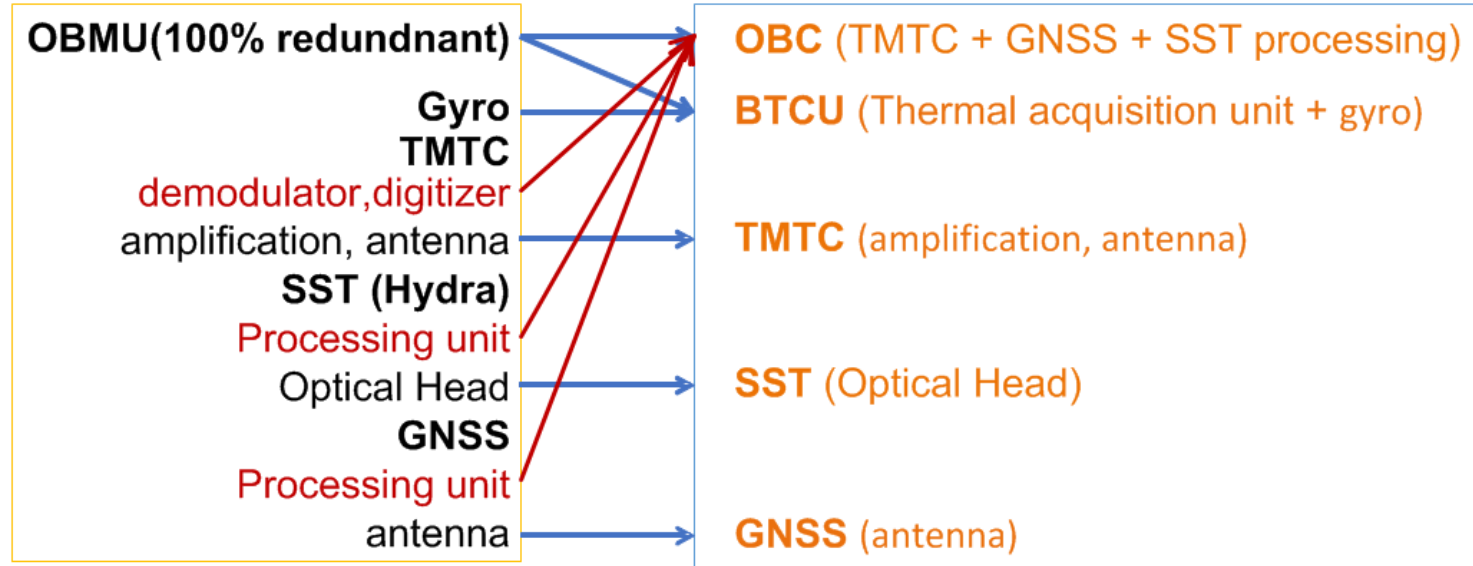 OBMU(100% redundnant)
Gyro
TMTC
demodulator,digitizer
amplification, antenna
SST (Hydra)
Processing unit
Optical Head
GNSS
Processing unit
antenna
OBC (TMTC + GNSS + SST processing)
BTCU (Thermal acquisition unit + gyro)
TMTC (amplification, antenna)
SST (Optical Head)
GNSS (antenna)